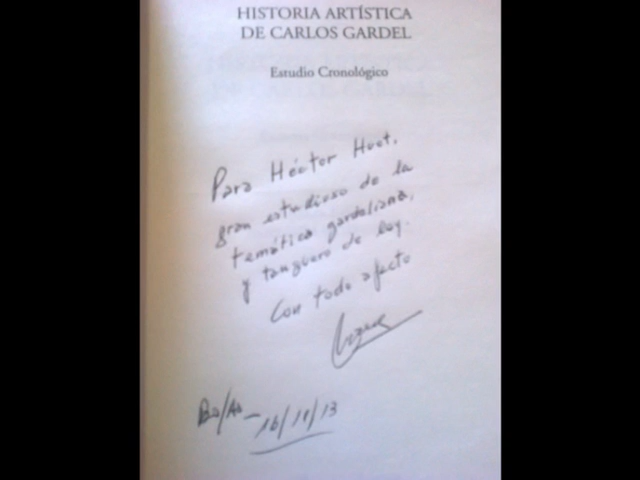 HISTORIA ARTÍSTICA
DE CARLOS GARDEL
Estudio Cronológico
Para Héctor Huet,
gran estudioso de la
temática gardeliana,
y tanguero de ley.
Con todo afecto
Bs/As - 16/11/13